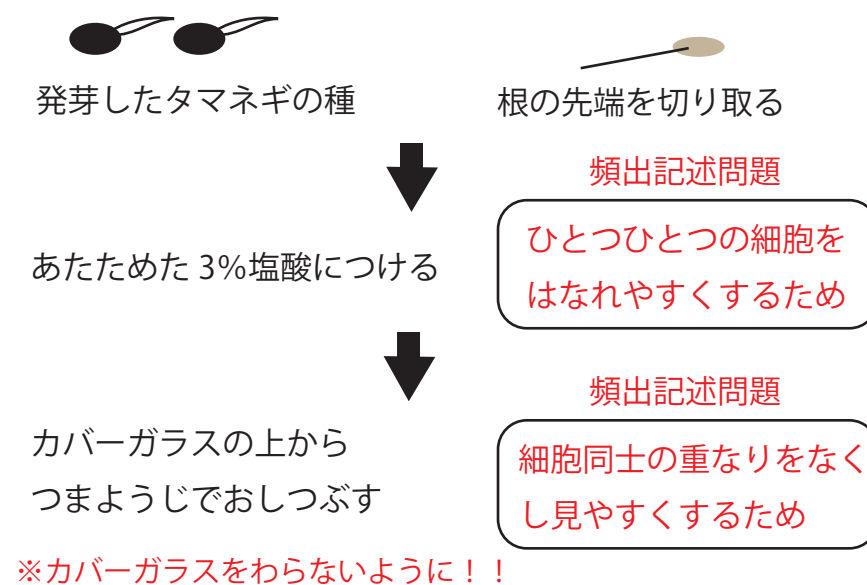 発芽したタマネギの種
根の先端を切り取る
頻出記述問題
あたためた 3%塩酸につける
ひとつひとつの細胞を
はなれやすくするため
頻出記述問題
カバーガラスの上から
つまようじでおしつぶす
細胞同士の重なりをなく
し見やすくするため
※カバーガラスをわらないように！！